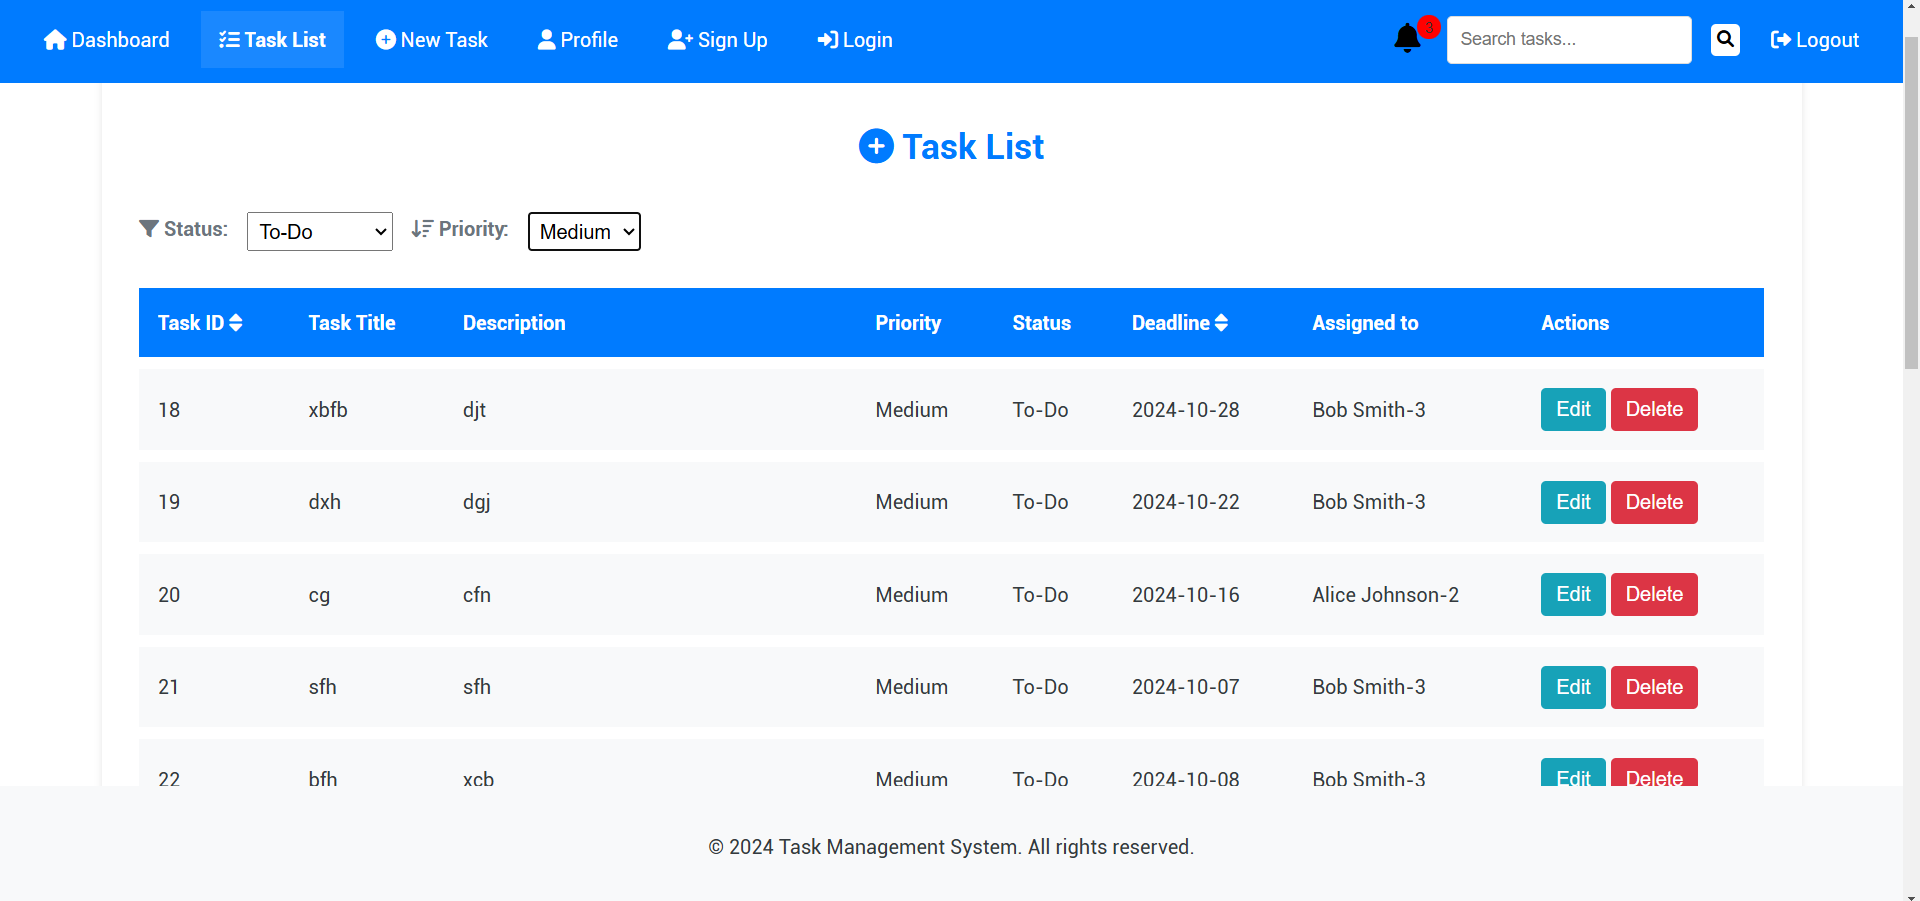 Dashboard Task List New Task Profile Sign Up Login 3 Search tasks... Logout
Task List
Status: To-Do Priority: Medium
Task ID Task Title Description Priority Status Deadline Assigned to Actions
18 xbfb djt Medium To-Do 2024-10-28 Bob Smith-3 Edit Delete
19 dxh dgj Medium To-Do 2024-10-22 Bob Smith-3 Edit Delete
20 cg cfn Medium To-Do 2024-10-16 Alice Johnson-2 Edit Delete
21 sfh sfh Medium To-Do 2024-10-07 Bob Smith-3 Edit Delete
22 bfh xcb Medium To-Do 2024-10-08 Bob Smith-3 Edit Delete
© 2024 Task Management System. All rights reserved.